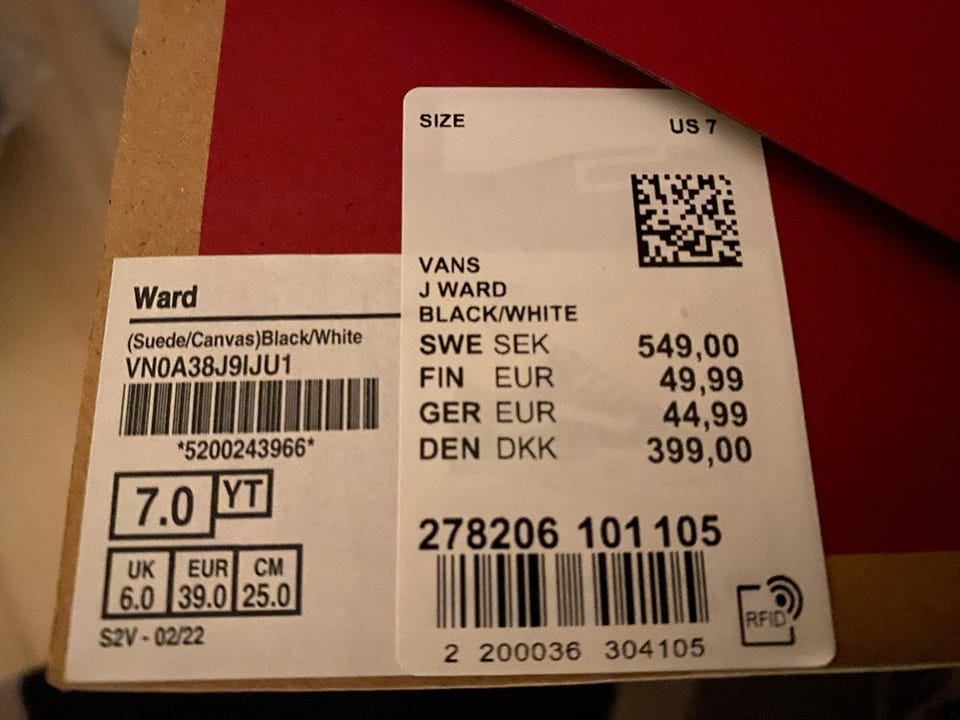 SIZE US 7
VANS
J WARD
BLACK/WHITE
SWE SEK 549,00
FIN EUR 49,99
GER EUR 44,99
DEN DKK 399,00
278206 101 105
2 200036 304105
RFID
Ward
(Suede/Canvas)Black/White
VN0A38J9IJU1
*5200243966*
7.0 YT
UK EUR CM
6.0 39.0 25.0
S2V - 02/22